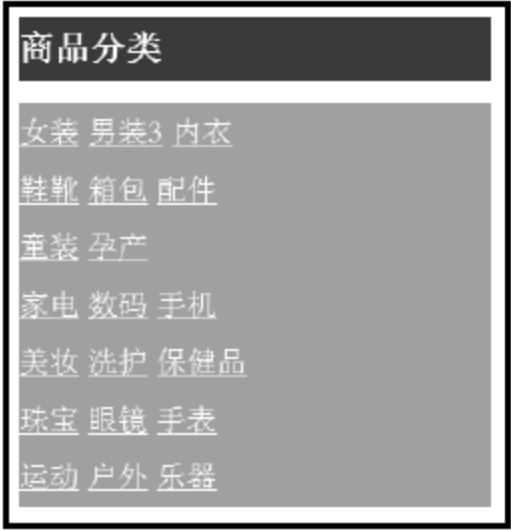 商品分类
女装 男装3 内衣
鞋靴 箱包 配件
童装 孕产
家电 数码 手机
美妆 洗护 保健品
珠宝 眼镜 手表
运动 户外 乐器